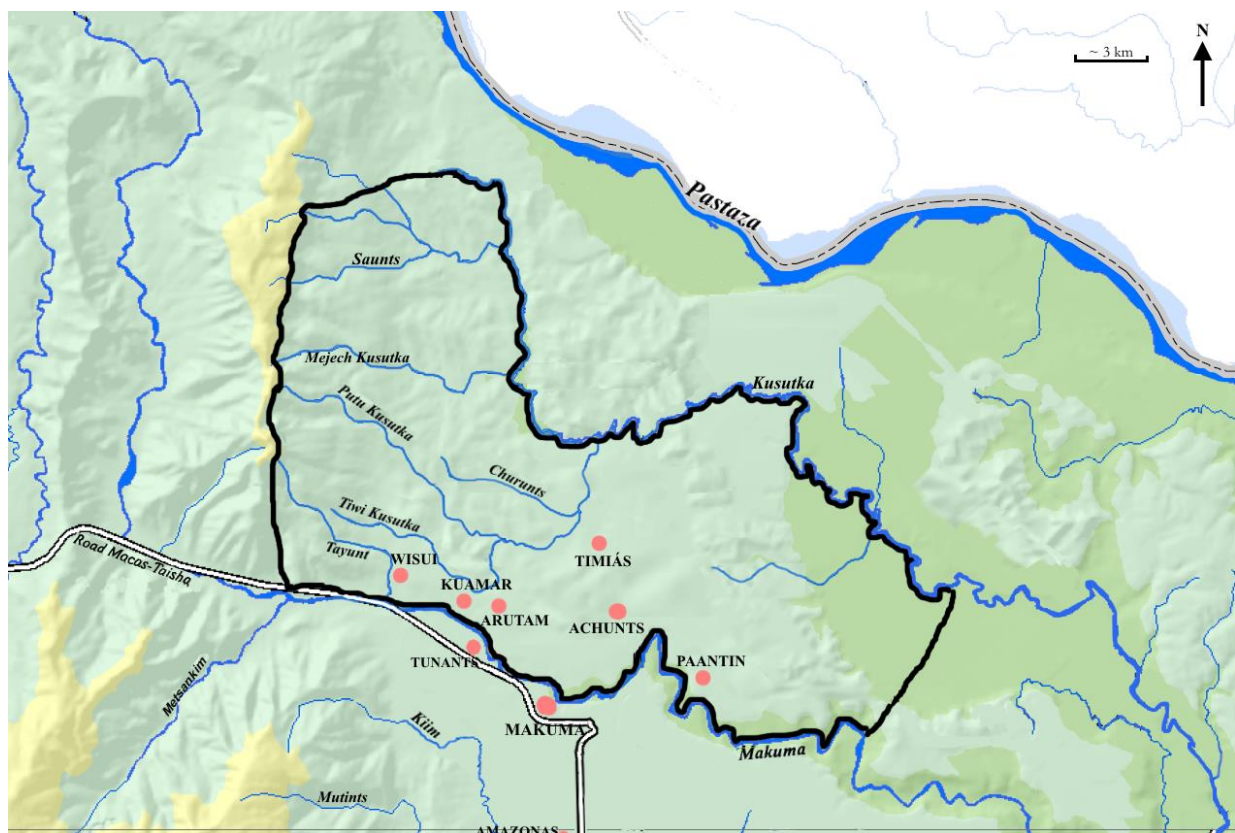 N
~ 3 km
Pastaza
Saunts
Mejech Kusutka
Putu Kusutka
Kusutka
Churunts
Tiwi Kusutka
Tayunt
Road Macas-Taisha
WISUI
TIMIÁS
KUAMAR
ARUTAM
ACHUNTS
TUNANTS
PAANTIN
Metsankim
Kiim
MAKUMA
Makuma
Mutints
AMAZONAS